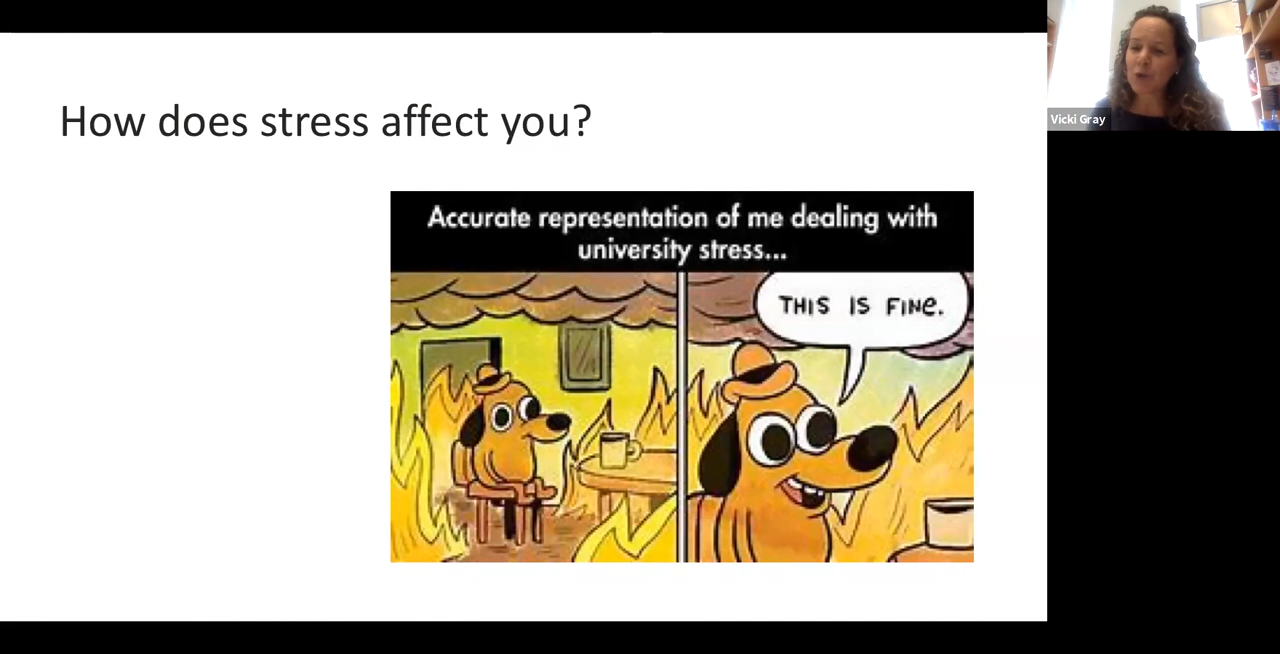 How does stress affect you?
Accurate representation of me dealing with
university stress...
THIS IS FINE.
Vicki Gray